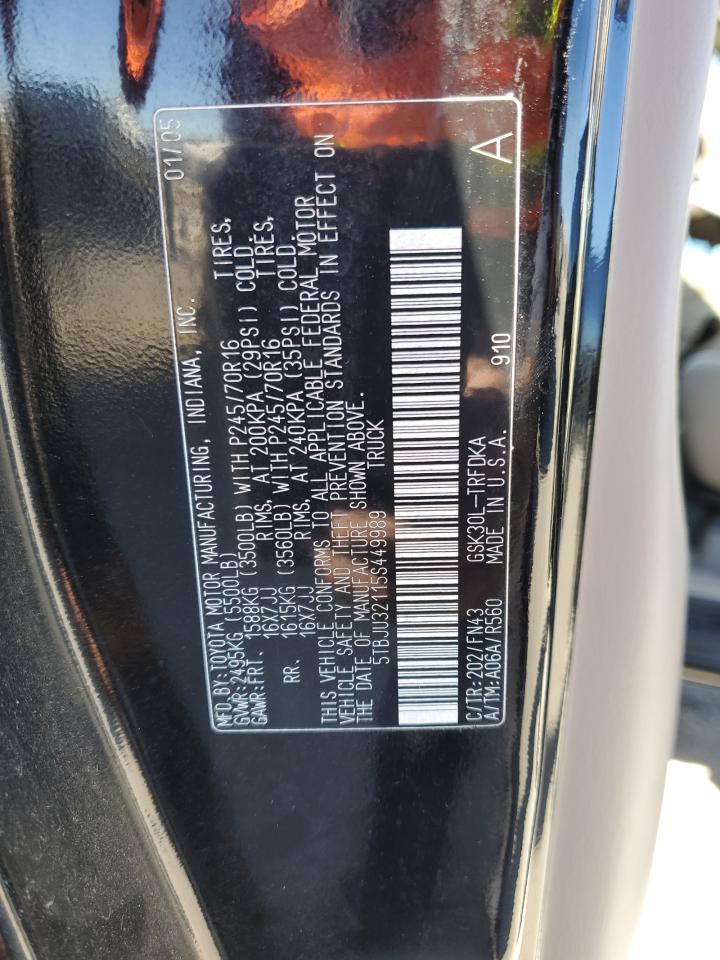 MFD.BY:TOYOTA MOTOR MANUFACTURING, INDIANA, INC. 01/05
GVWR:2495KG (5500LB)
GAWR:FRT. 1588KG (3500LB) WITH P245/70R16 TIRES,
16X7JJ RIMS, AT 200KPA (29PSI) COLD.
RR. 1615KG (3560LB) WITH P245/70R16 TIRES,
16X7JJ RIMS, AT 240KPA (35PSI) COLD.
THIS VEHICLE CONFORMS TO ALL APPLICABLE FEDERAL MOTOR
VEHICLE SAFETY AND THEFT PREVENTION STANDARDS IN EFFECT ON
THE DATE OF MANUFACTURE SHOWN ABOVE.
5TBJU32115S449989 TRUCK
C/TR:202/FN43 GSK30L-TRFDKA A
A/TM:A06A/R560 MADE IN U.S.A. 910